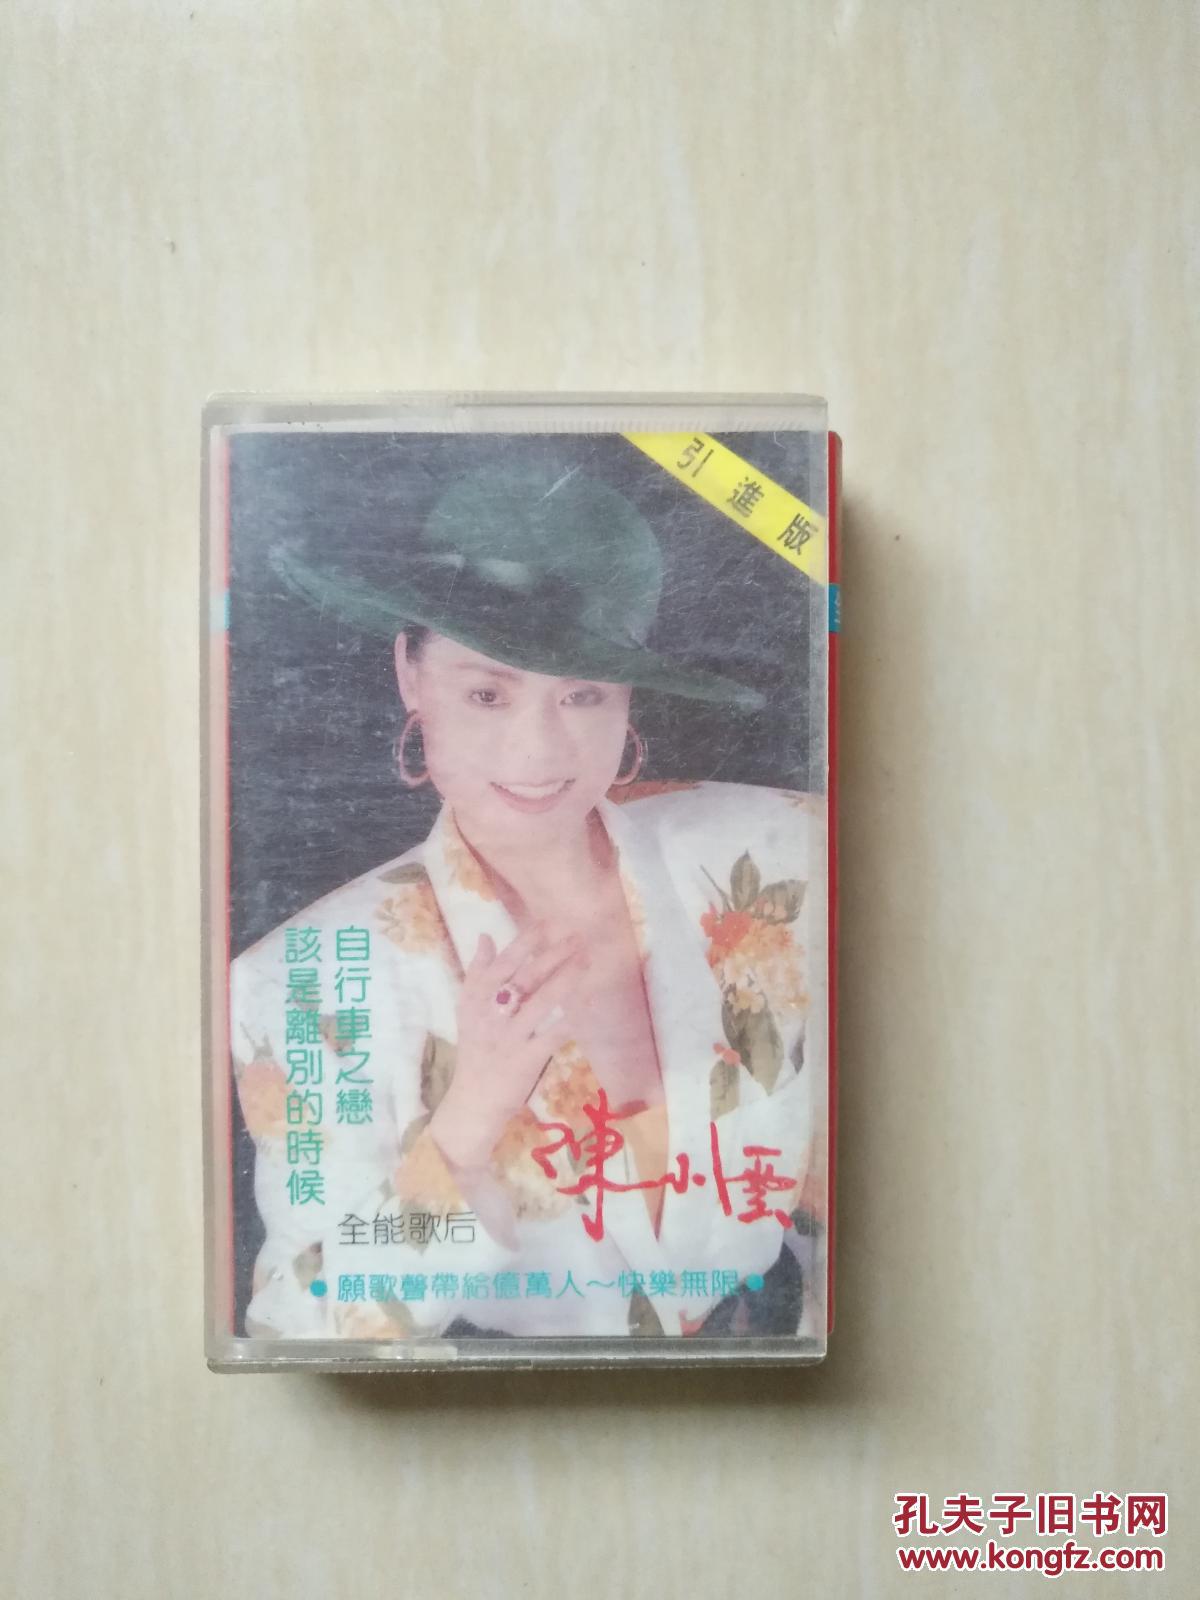 引進版
自行車之戀
該是離別的時候
陳小雲
全能歌后
•願歌聲帶給億萬人～快樂無限•
孔夫子旧书网
www.kongfz.com